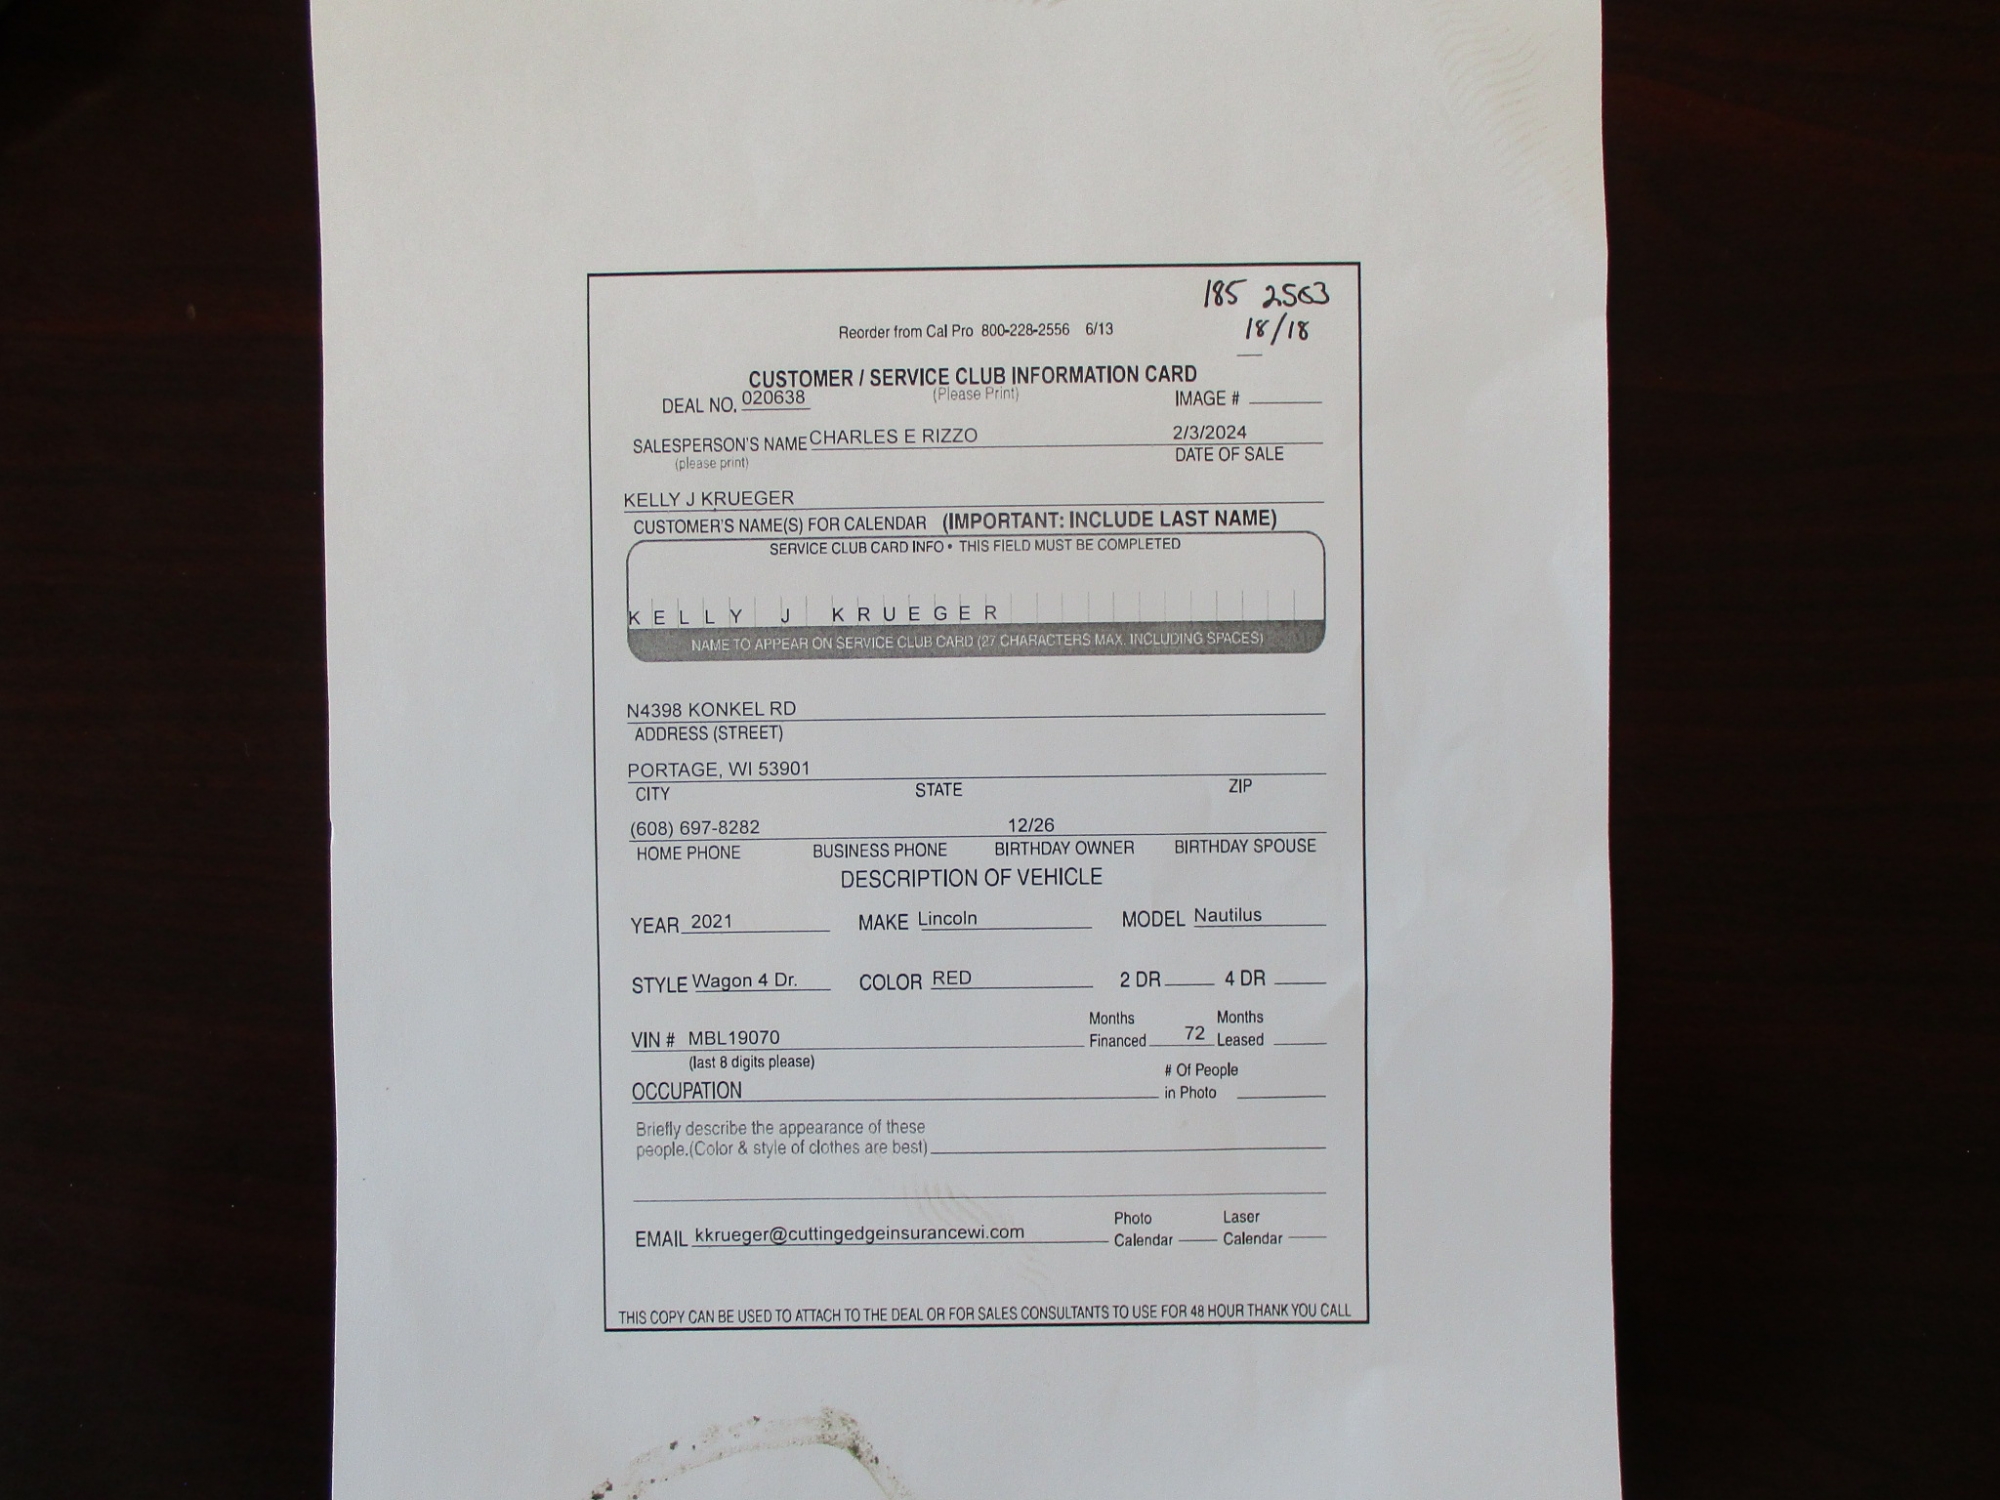 185 2563
18/18
Reorder from Cal Pro 800-228-2556 6/13
CUSTOMER / SERVICE CLUB INFORMATION CARD
DEAL NO. 020638 (Please Print) IMAGE #
SALESPERSON'S NAME CHARLES E RIZZO 2/3/2024
(please print) DATE OF SALE
KELLY J KRUEGER
CUSTOMER'S NAME(S) FOR CALENDAR (IMPORTANT: INCLUDE LAST NAME)
SERVICE CLUB CARD INFO • THIS FIELD MUST BE COMPLETED
KELLY J KRUEGER
NAME TO APPEAR ON SERVICE CLUB CARD (27 CHARACTERS MAX. INCLUDING SPACES)
N4398 KONKEL RD
ADDRESS (STREET)
PORTAGE, WI 53901
CITY STATE ZIP
(608) 697-8282 12/26
HOME PHONE BUSINESS PHONE BIRTHDAY OWNER BIRTHDAY SPOUSE
DESCRIPTION OF VEHICLE
YEAR 2021 MAKE Lincoln MODEL Nautilus
STYLE Wagon 4 Dr. COLOR RED 2 DR 4 DR
Months Months
VIN # MBL19070 Financed 72 Leased
(last 8 digits please)
# Of People
OCCUPATION in Photo
Briefly describe the appearance of these
people.(Color & style of clothes are best)
Photo Laser
EMAIL kkrueger@cuttingedgeinsurancewi.com Calendar Calendar
THIS COPY CAN BE USED TO ATTACH TO THE DEAL OR FOR SALES CONSULTANTS TO USE FOR 48 HOUR THANK YOU CALL